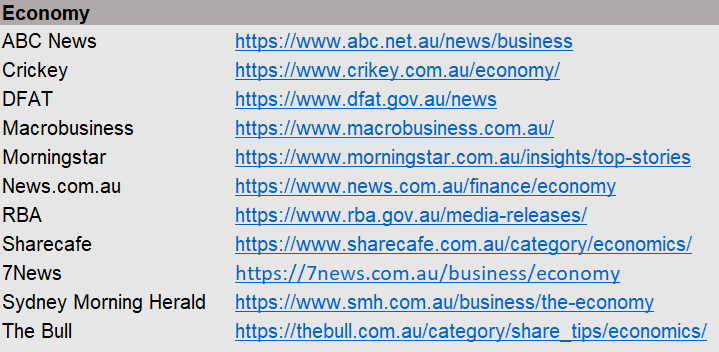 Economy
ABC News https://www.abc.net.au/news/business
Crickey https://www.crikey.com.au/economy/
DFAT https://www.dfat.gov.au/news
Macrobusiness https://www.macrobusiness.com.au/
Morningstar https://www.morningstar.com.au/insights/top-stories
News.com.au https://www.news.com.au/finance/economy
RBA https://www.rba.gov.au/media-releases/
Sharecafe https://www.sharecafe.com.au/category/economics/
7News https://7news.com.au/business/economy
Sydney Morning Herald https://www.smh.com.au/business/the-economy
The Bull https://thebull.com.au/category/share_tips/economics/